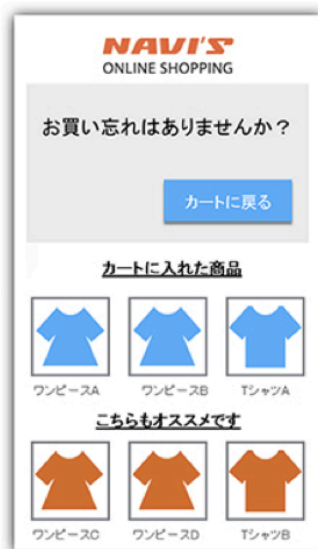 NAVI'S
ONLINE SHOPPING
お買い忘れはありませんか？
カートに戻る
カートに入れた商品
ワンピースA ワンピースB TシャツA
こちらもオススメです
ワンピースC ワンピースD TシャツB